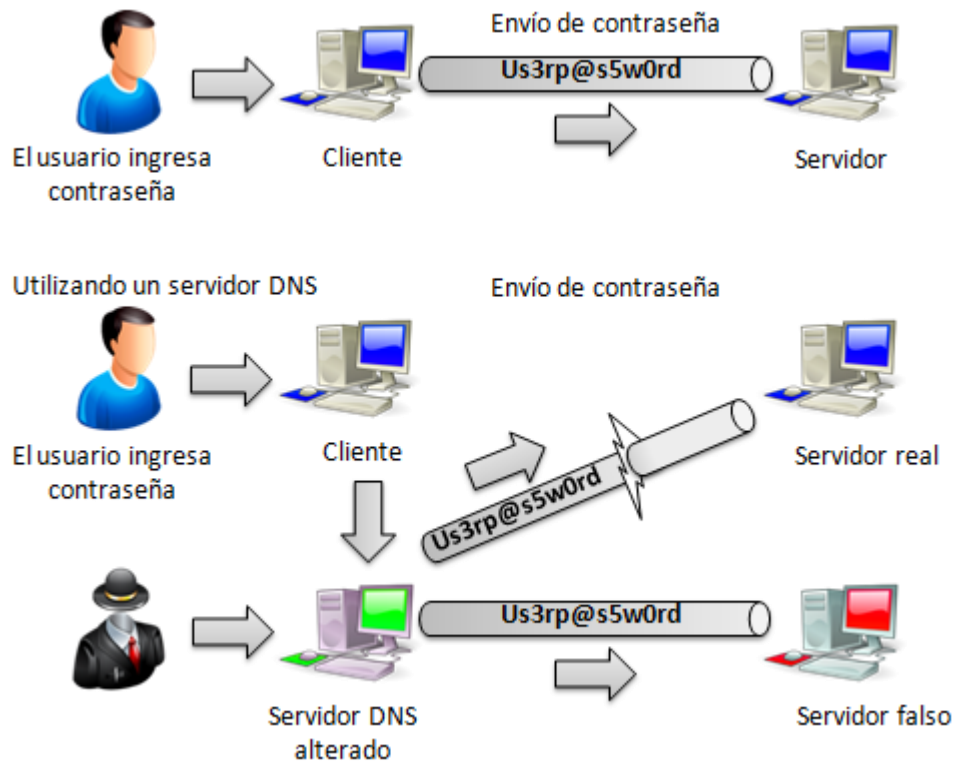 Envío de contraseña
Us3rp@s5w0rd
El usuario ingresa
contraseña
Cliente
Servidor
Utilizando un servidor DNS
Envío de contraseña
El usuario ingresa
contraseña
Cliente
Servidor real
Us3rp@s5w0rd
Us3rp@s5w0rd
Servidor DNS
alterado
Servidor falso